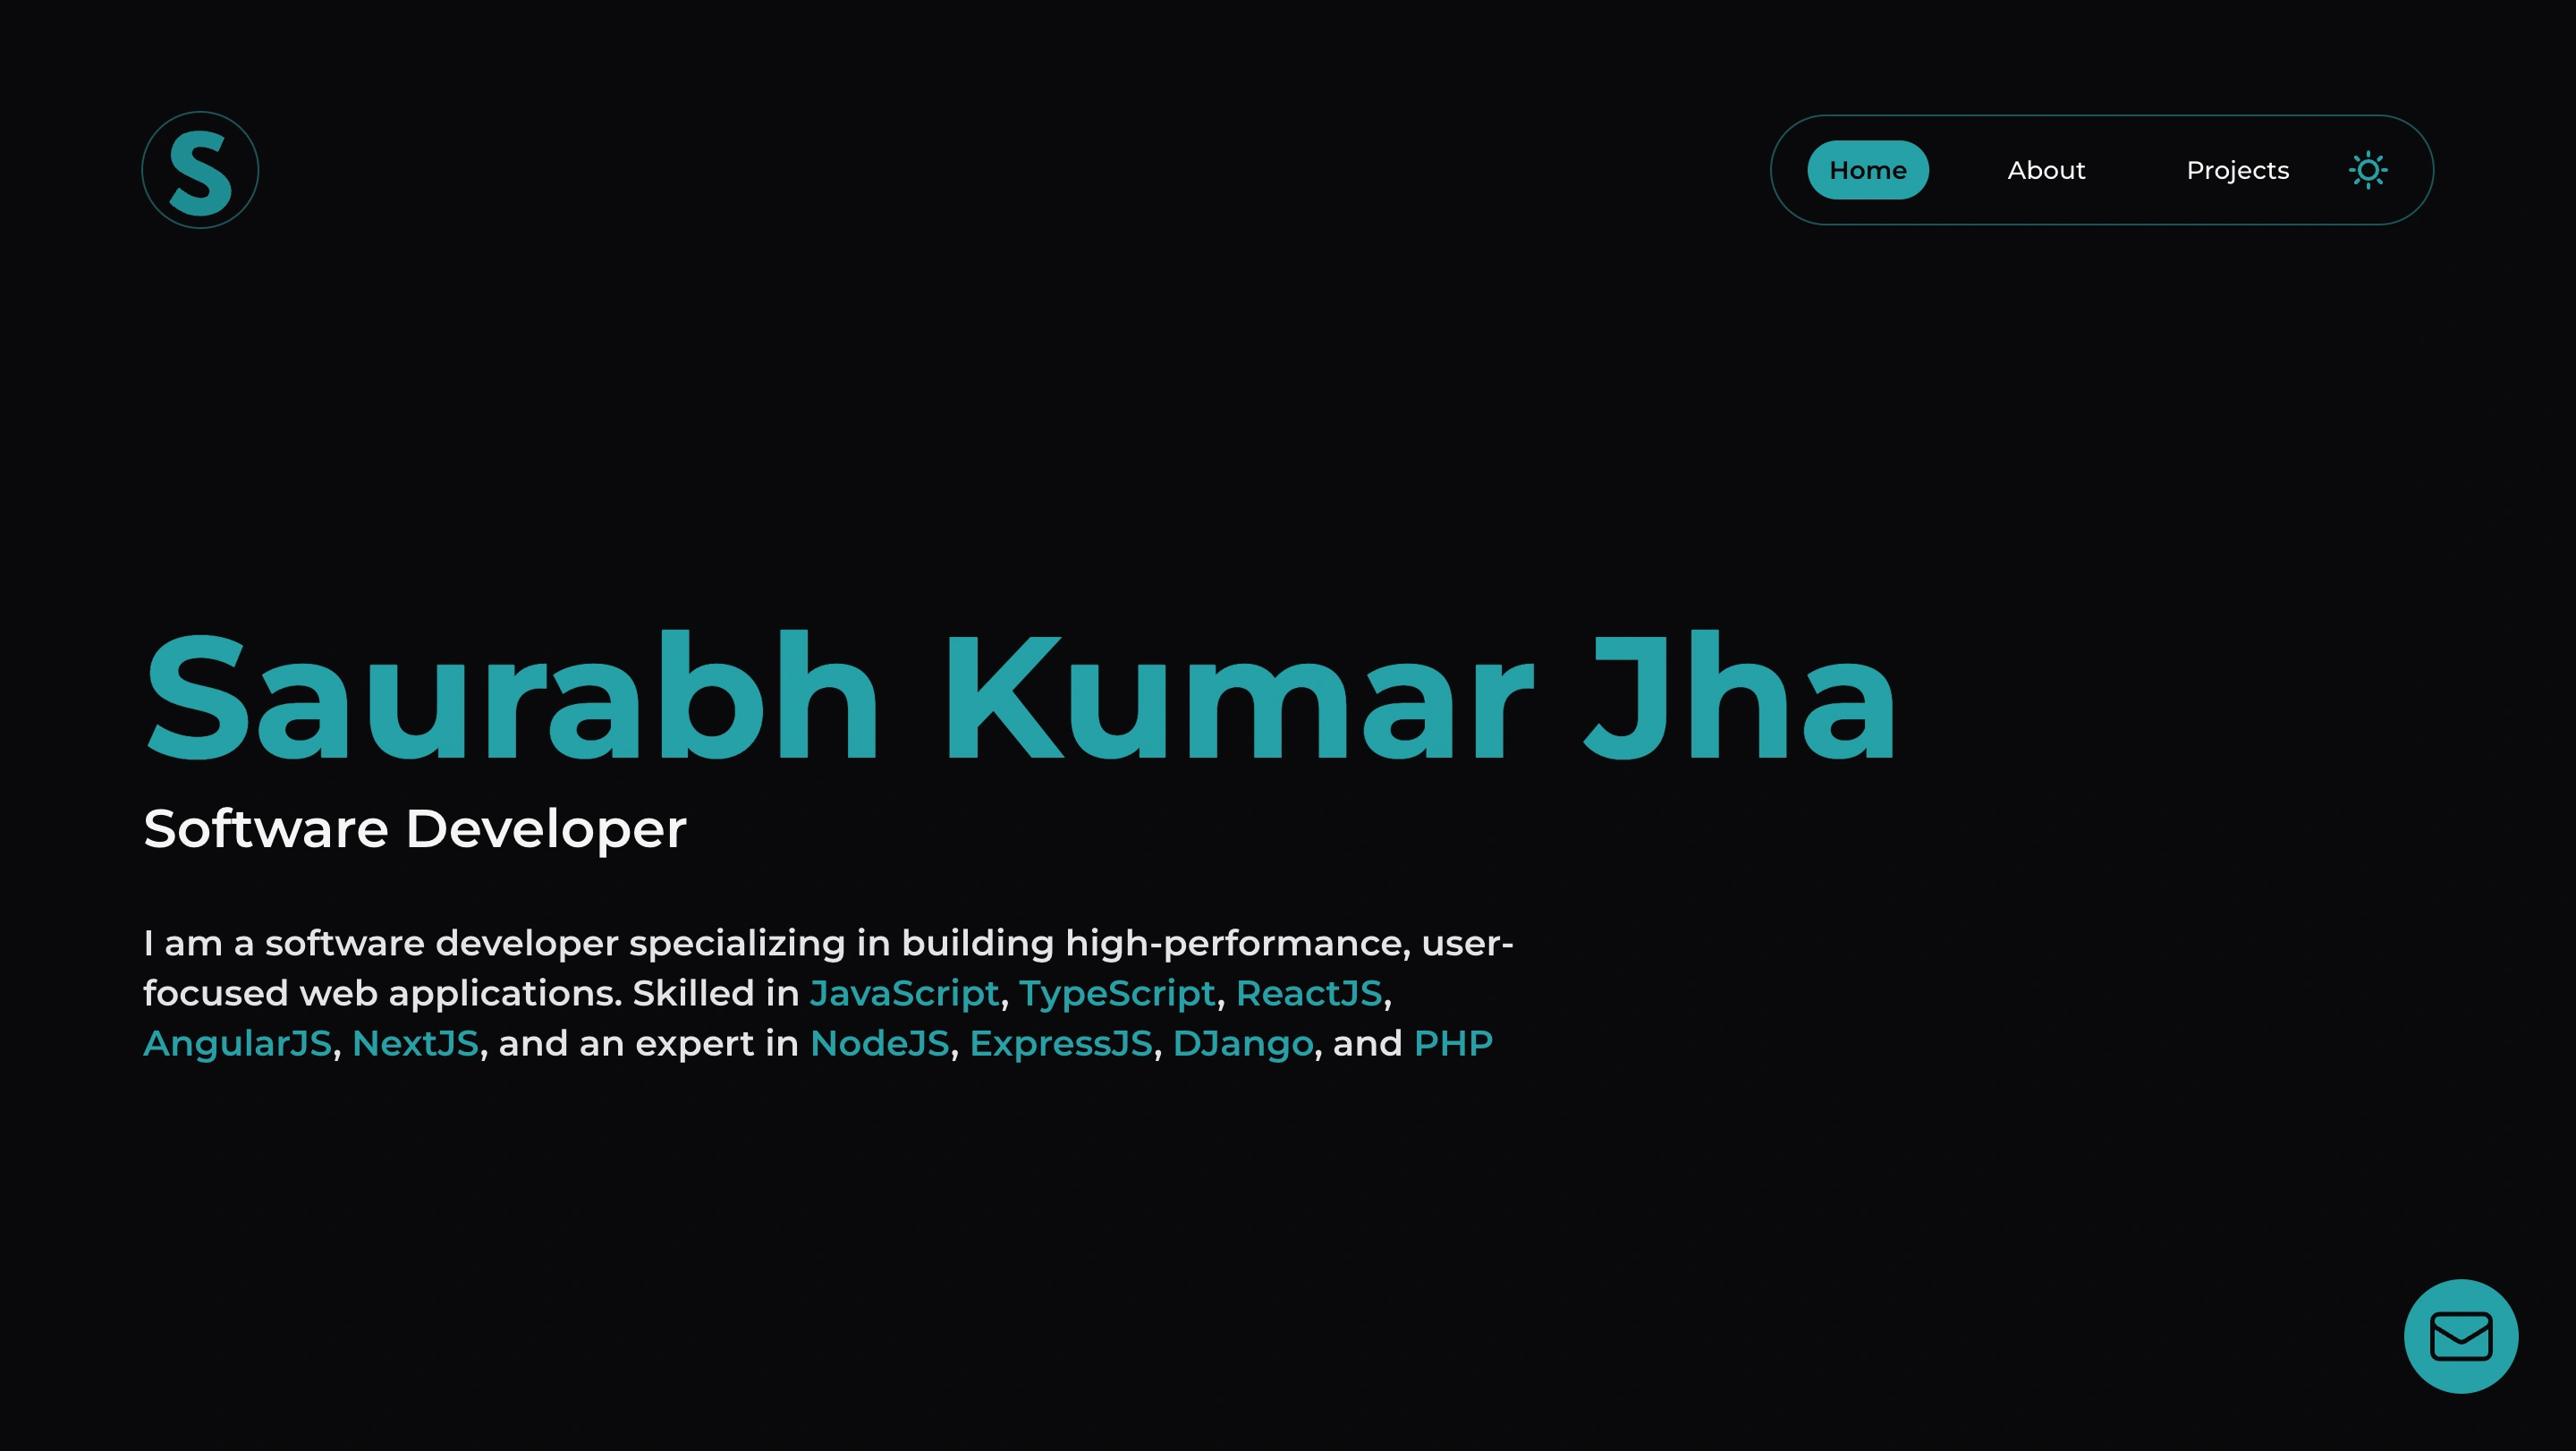 S
Home About Projects
Saurabh Kumar Jha
Software Developer
I am a software developer specializing in building high-performance, user-
focused web applications. Skilled in JavaScript, TypeScript, ReactJS,
AngularJS, NextJS, and an expert in NodeJS, ExpressJS, DJango, and PHP